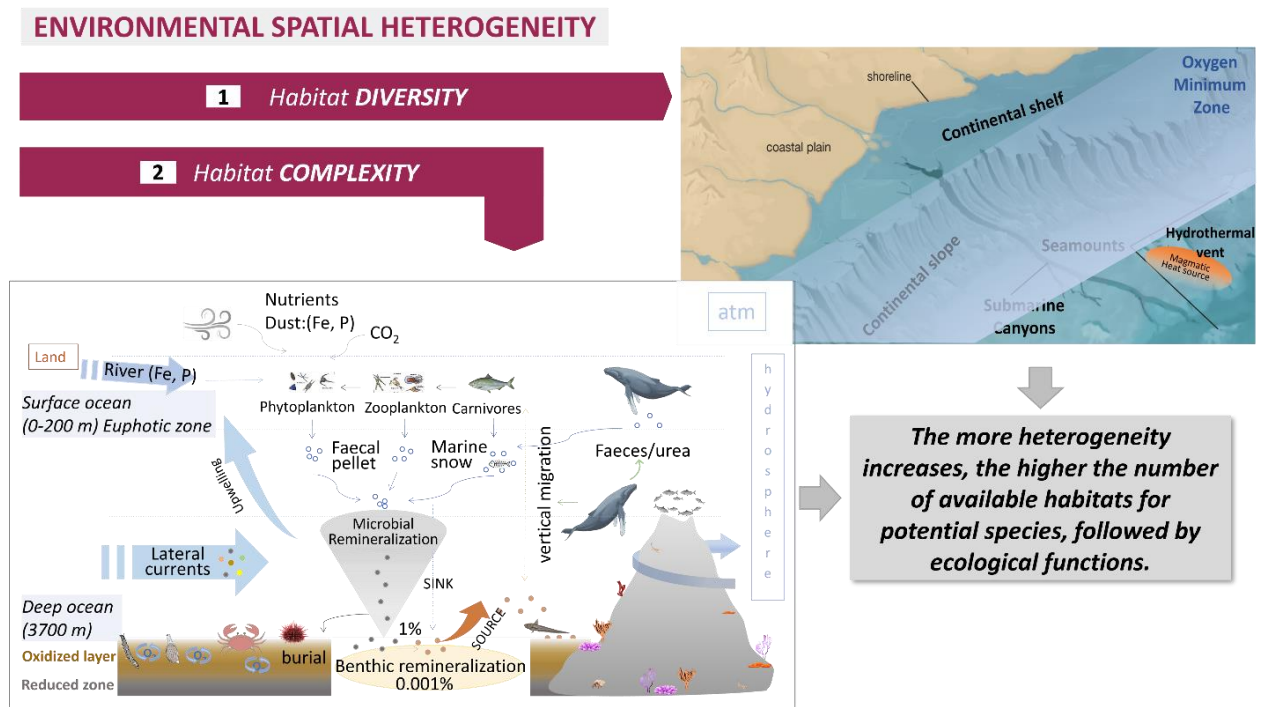 ENVIRONMENTAL SPATIAL HETEROGENEITY
1 Habitat DIVERSITY
2 Habitat COMPLEXITY
Oxygen
Minimum
Zone
shoreline
Continental shelf
coastal plain
Hydrothermal
vent
Seamounts
Magmatic
Heat source
Continental slope
Submarine
Canyons
atm
Nutrients
Dust:(Fe, P)
CO₂
Land
River (Fe, P)
Surface ocean
(0-200 m) Euphotic zone
Phytoplankton
Zooplankton
Carnivores
Faecal
pellet
Marine
snow
Faeces/urea
Upwelling
vertical migration
hydrosphere
Microbial
Remineralization
Lateral
currents
SINK
SOURCE
Deep ocean
(3700 m)
1%
Oxidized layer
burial
Benthic remineralization
0.001%
Reduced zone
The more heterogeneity
increases, the higher the number
of available habitats for
potential species, followed by
ecological functions.